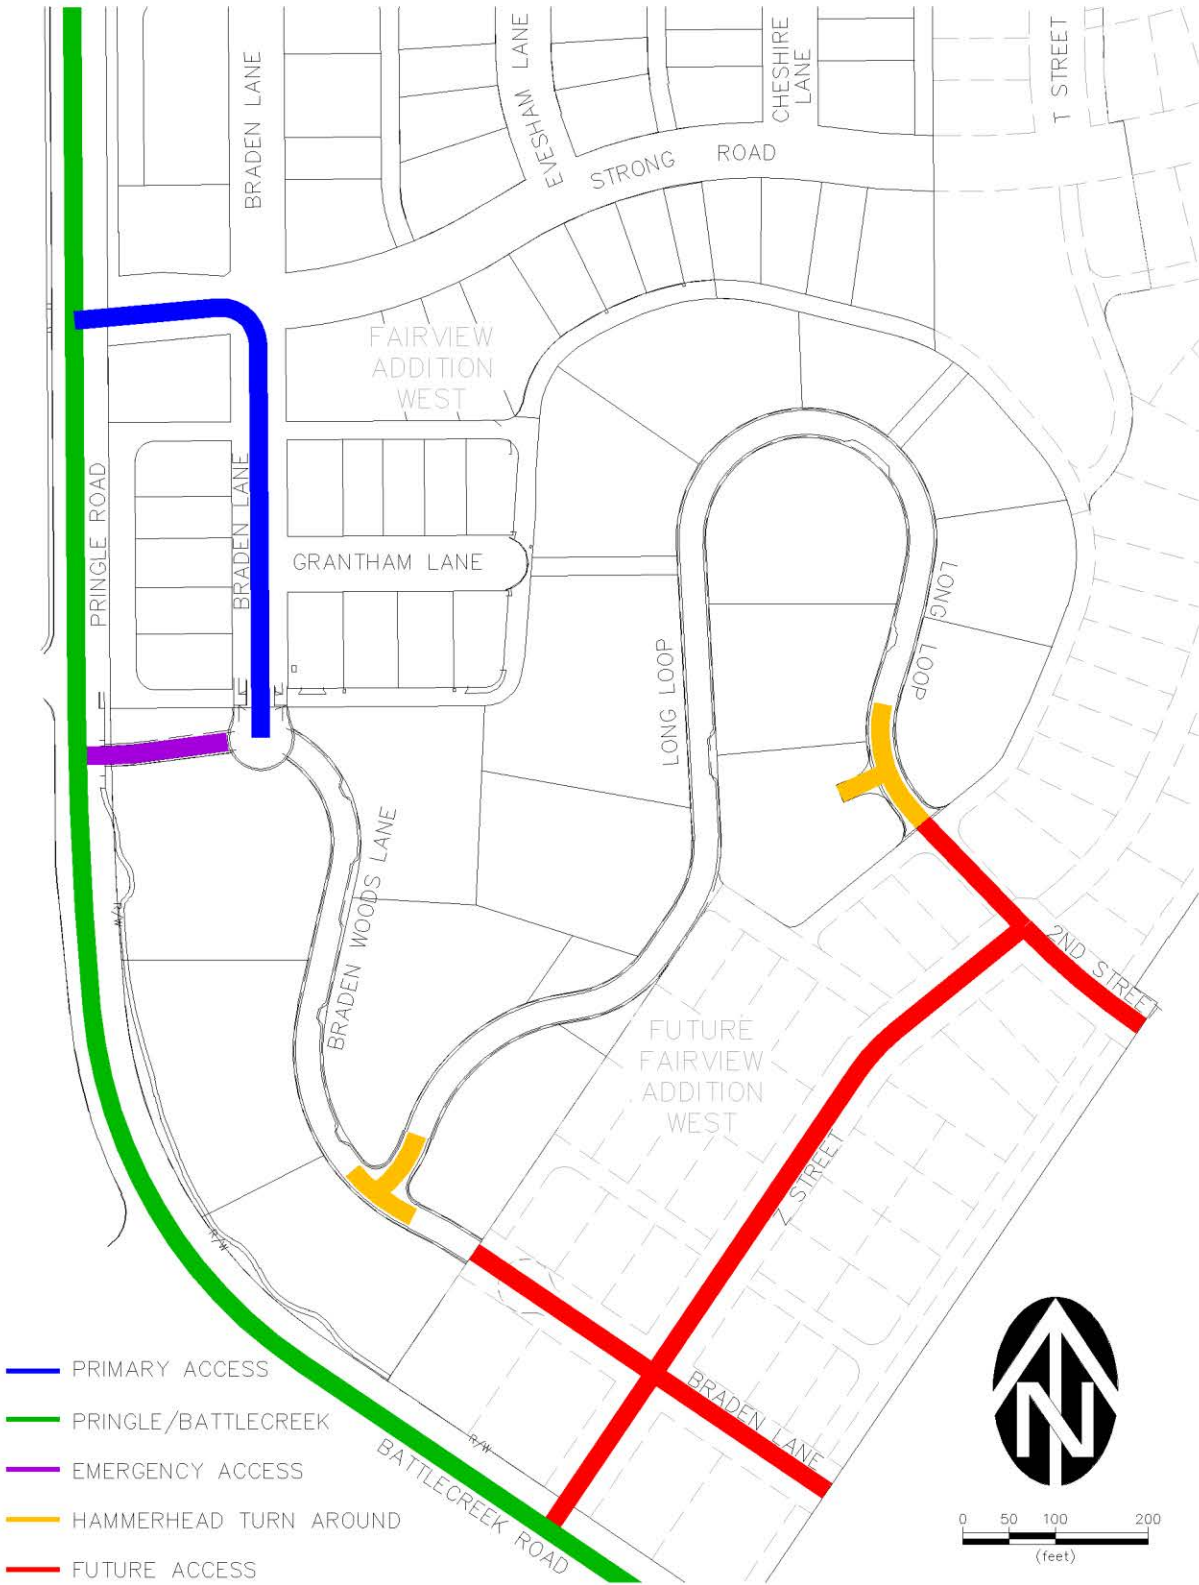 BRADEN LANE
EVESHAM LANE
CHESHIRE
LANE
T STREET
STRONG ROAD
FAIRVIEW
ADDITION
WEST
PRINGLE ROAD
BRADEN LANE
GRANTHAM LANE
LONG LOOP
LONG LOOP
BRADEN WOODS LANE
R/W
2ND STREET
FUTURE
FAIRVIEW
ADDITION
WEST
Z STREET
R/W
BRADEN LANE
R/W
BATTLECREEK ROAD
PRIMARY ACCESS
PRINGLE/BATTLECREEK
EMERGENCY ACCESS
HAMMERHEAD TURN AROUND
FUTURE ACCESS
N
0 50 100 200
(feet)